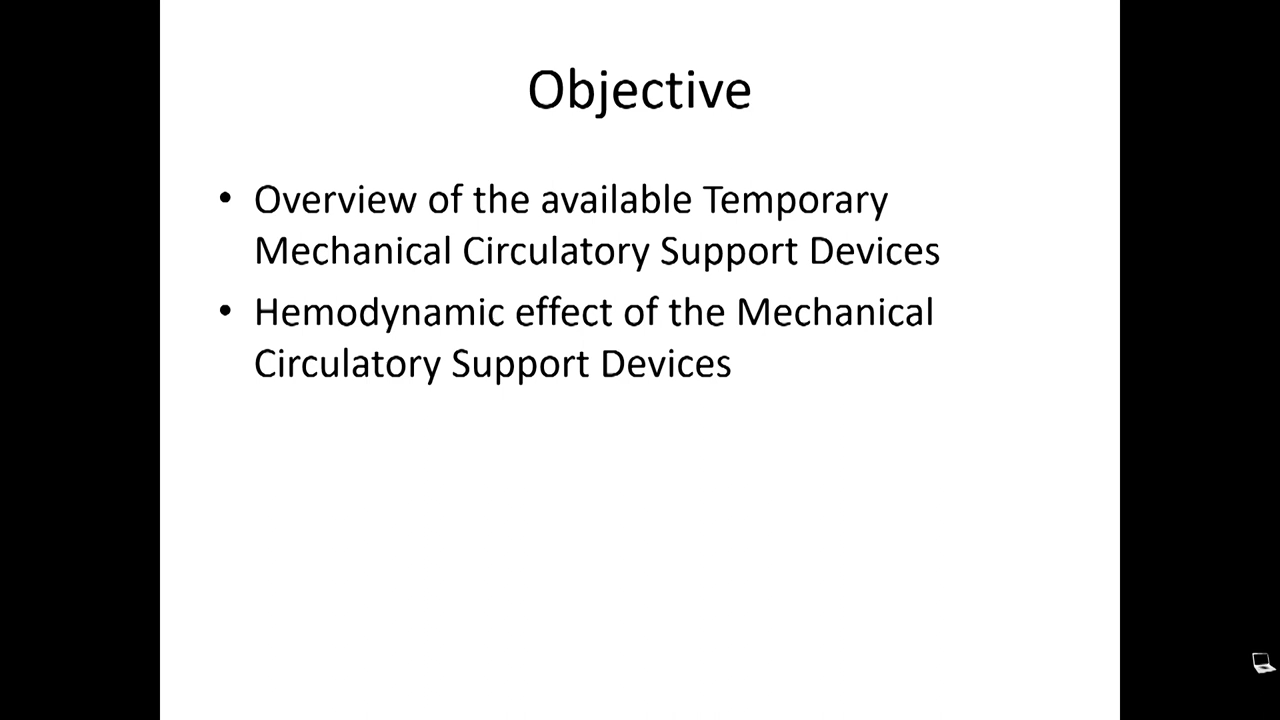 Objective
• Overview of the available Temporary
Mechanical Circulatory Support Devices
• Hemodynamic effect of the Mechanical
Circulatory Support Devices